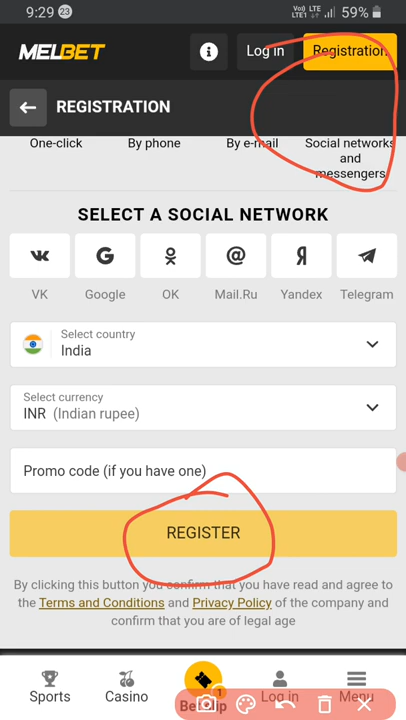 9:29 23 Vo) LTE LTE1 59%
MELBET
i Log in Registration
REGISTRATION
One-click By phone By e-mail Social networks
and
messengers
SELECT A SOCIAL NETWORK
VK Google OK Mail.Ru Yandex Telegram
Select country
India
Select currency
INR (Indian rupee)
Promo code (if you have one)
REGISTER
By clicking this button you confirm that you have read and agree to
the Terms and Conditions and Privacy Policy of the company and
confirm that you are of legal age
1
Sports Casino Log in Menu